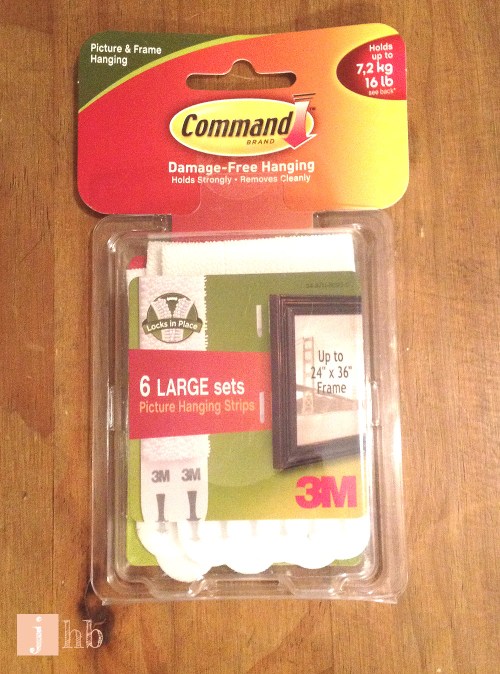 Picture & Frame
Hanging
Holds
up to
7,2 kg
16 lb
see back*
Command
BRAND
Damage-Free Hanging
Holds Strongly • Removes Cleanly
Locks in Place
6 LARGE sets
Picture Hanging Strips
Up to
24" x 36"
Frame
3M 3M
3M
j hb